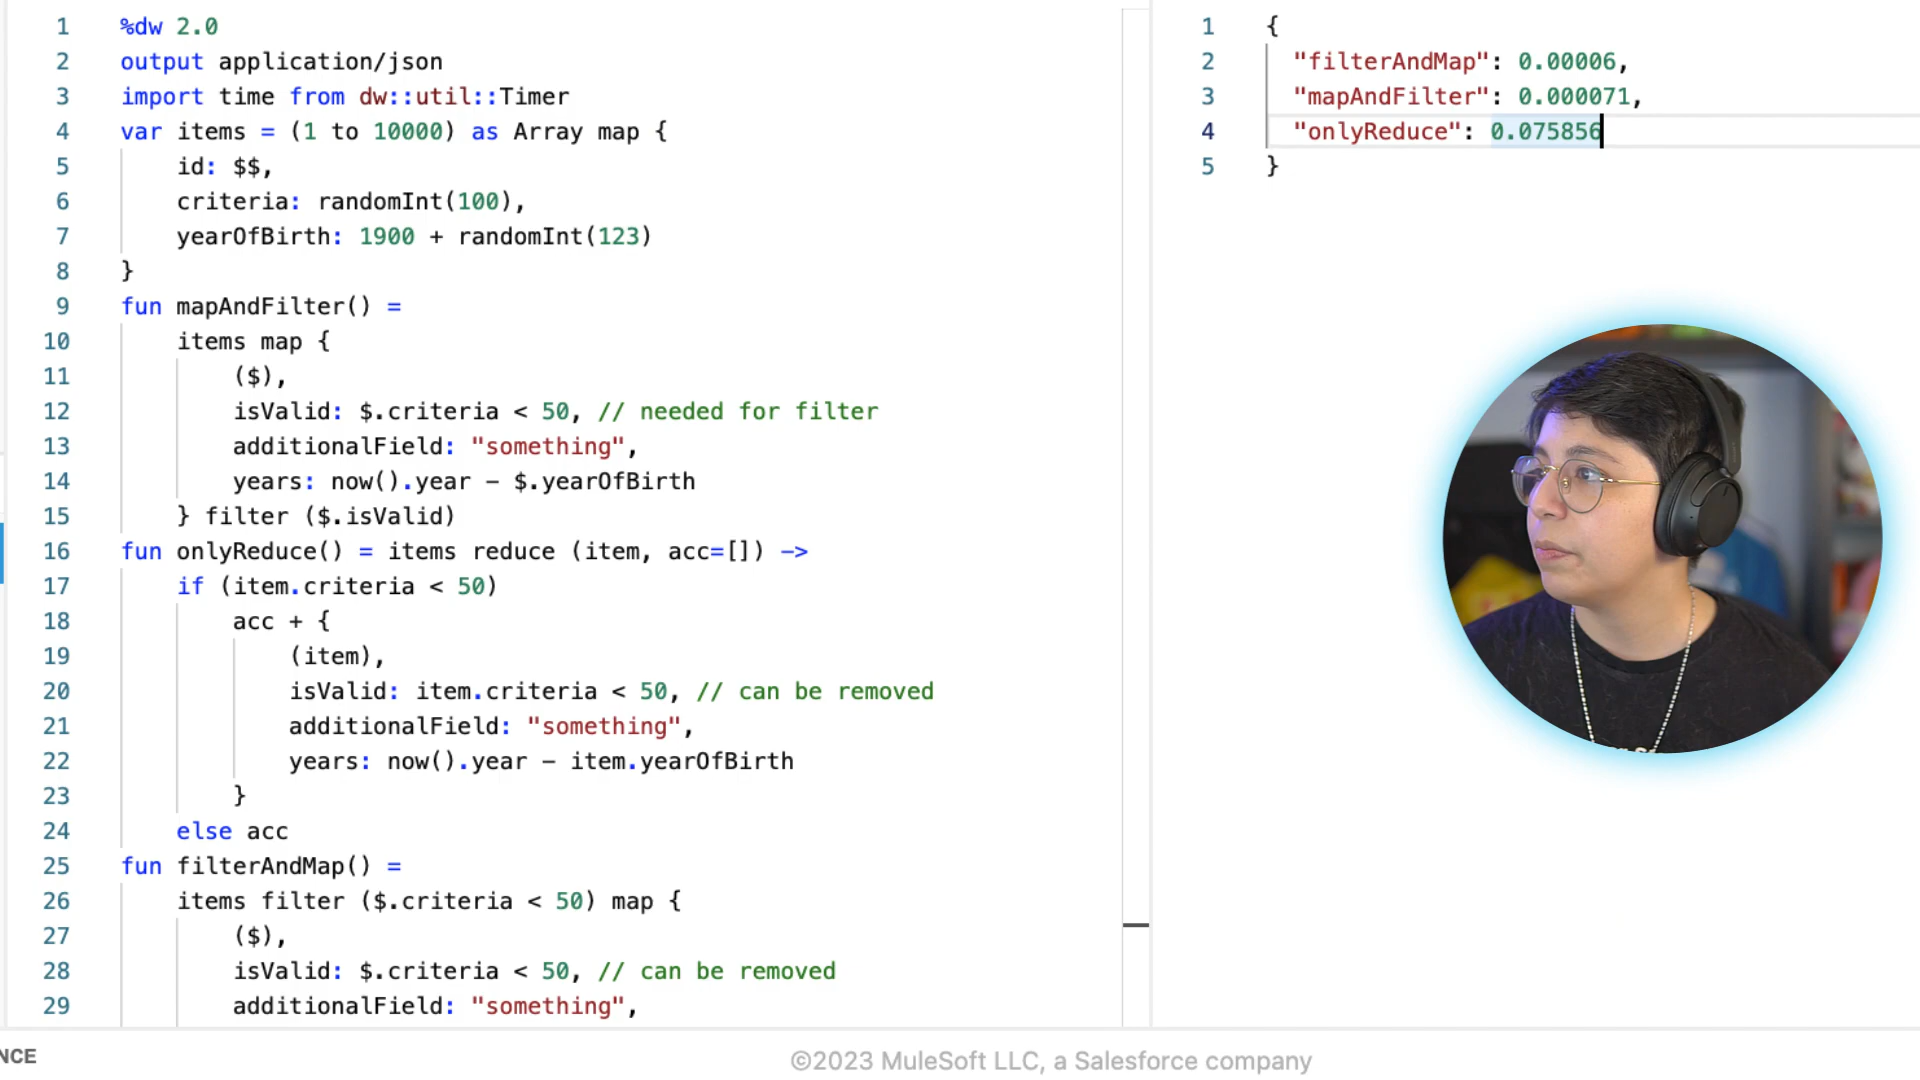 1 %dw 2.0
2 output application/json
3 import time from dw::util::Timer
4 var items = (1 to 10000) as Array map {
5 id: $$,
6 criteria: randomInt(100),
7 yearOfBirth: 1900 + randomInt(123)
8 }
9 fun mapAndFilter() =
10 items map {
11 ($),
12 isValid: $.criteria < 50, // needed for filter
13 additionalField: "something",
14 years: now().year - $.yearOfBirth
15 } filter ($.isValid)
16 fun onlyReduce() = items reduce (item, acc=[]) ->
17 if (item.criteria < 50)
18 acc + {
19 (item),
20 isValid: item.criteria < 50, // can be removed
21 additionalField: "something",
22 years: now().year - item.yearOfBirth
23 }
24 else acc
25 fun filterAndMap() =
26 items filter ($.criteria < 50) map {
27 ($),
28 isValid: $.criteria < 50, // can be removed
29 additionalField: "something",
1 {
2 "filterAndMap": 0.00006,
3 "mapAndFilter": 0.000071,
4 "onlyReduce": 0.075856
5 }
NCE
©2023 MuleSoft LLC, a Salesforce company